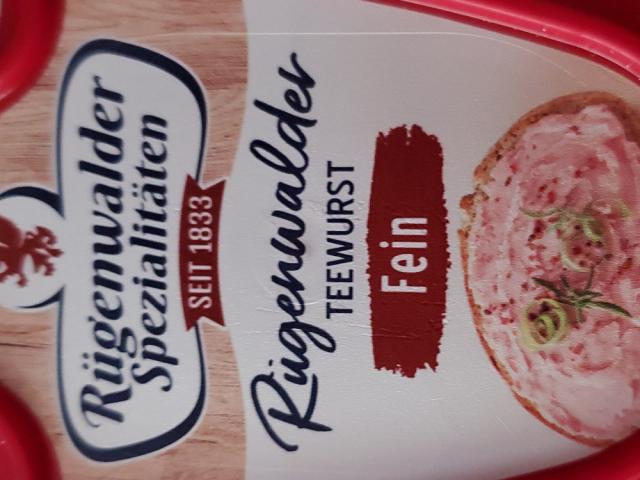 Rügenwalder
Spezialitäten
SEIT 1833
Rügenwalder
TEEWURST
Fein